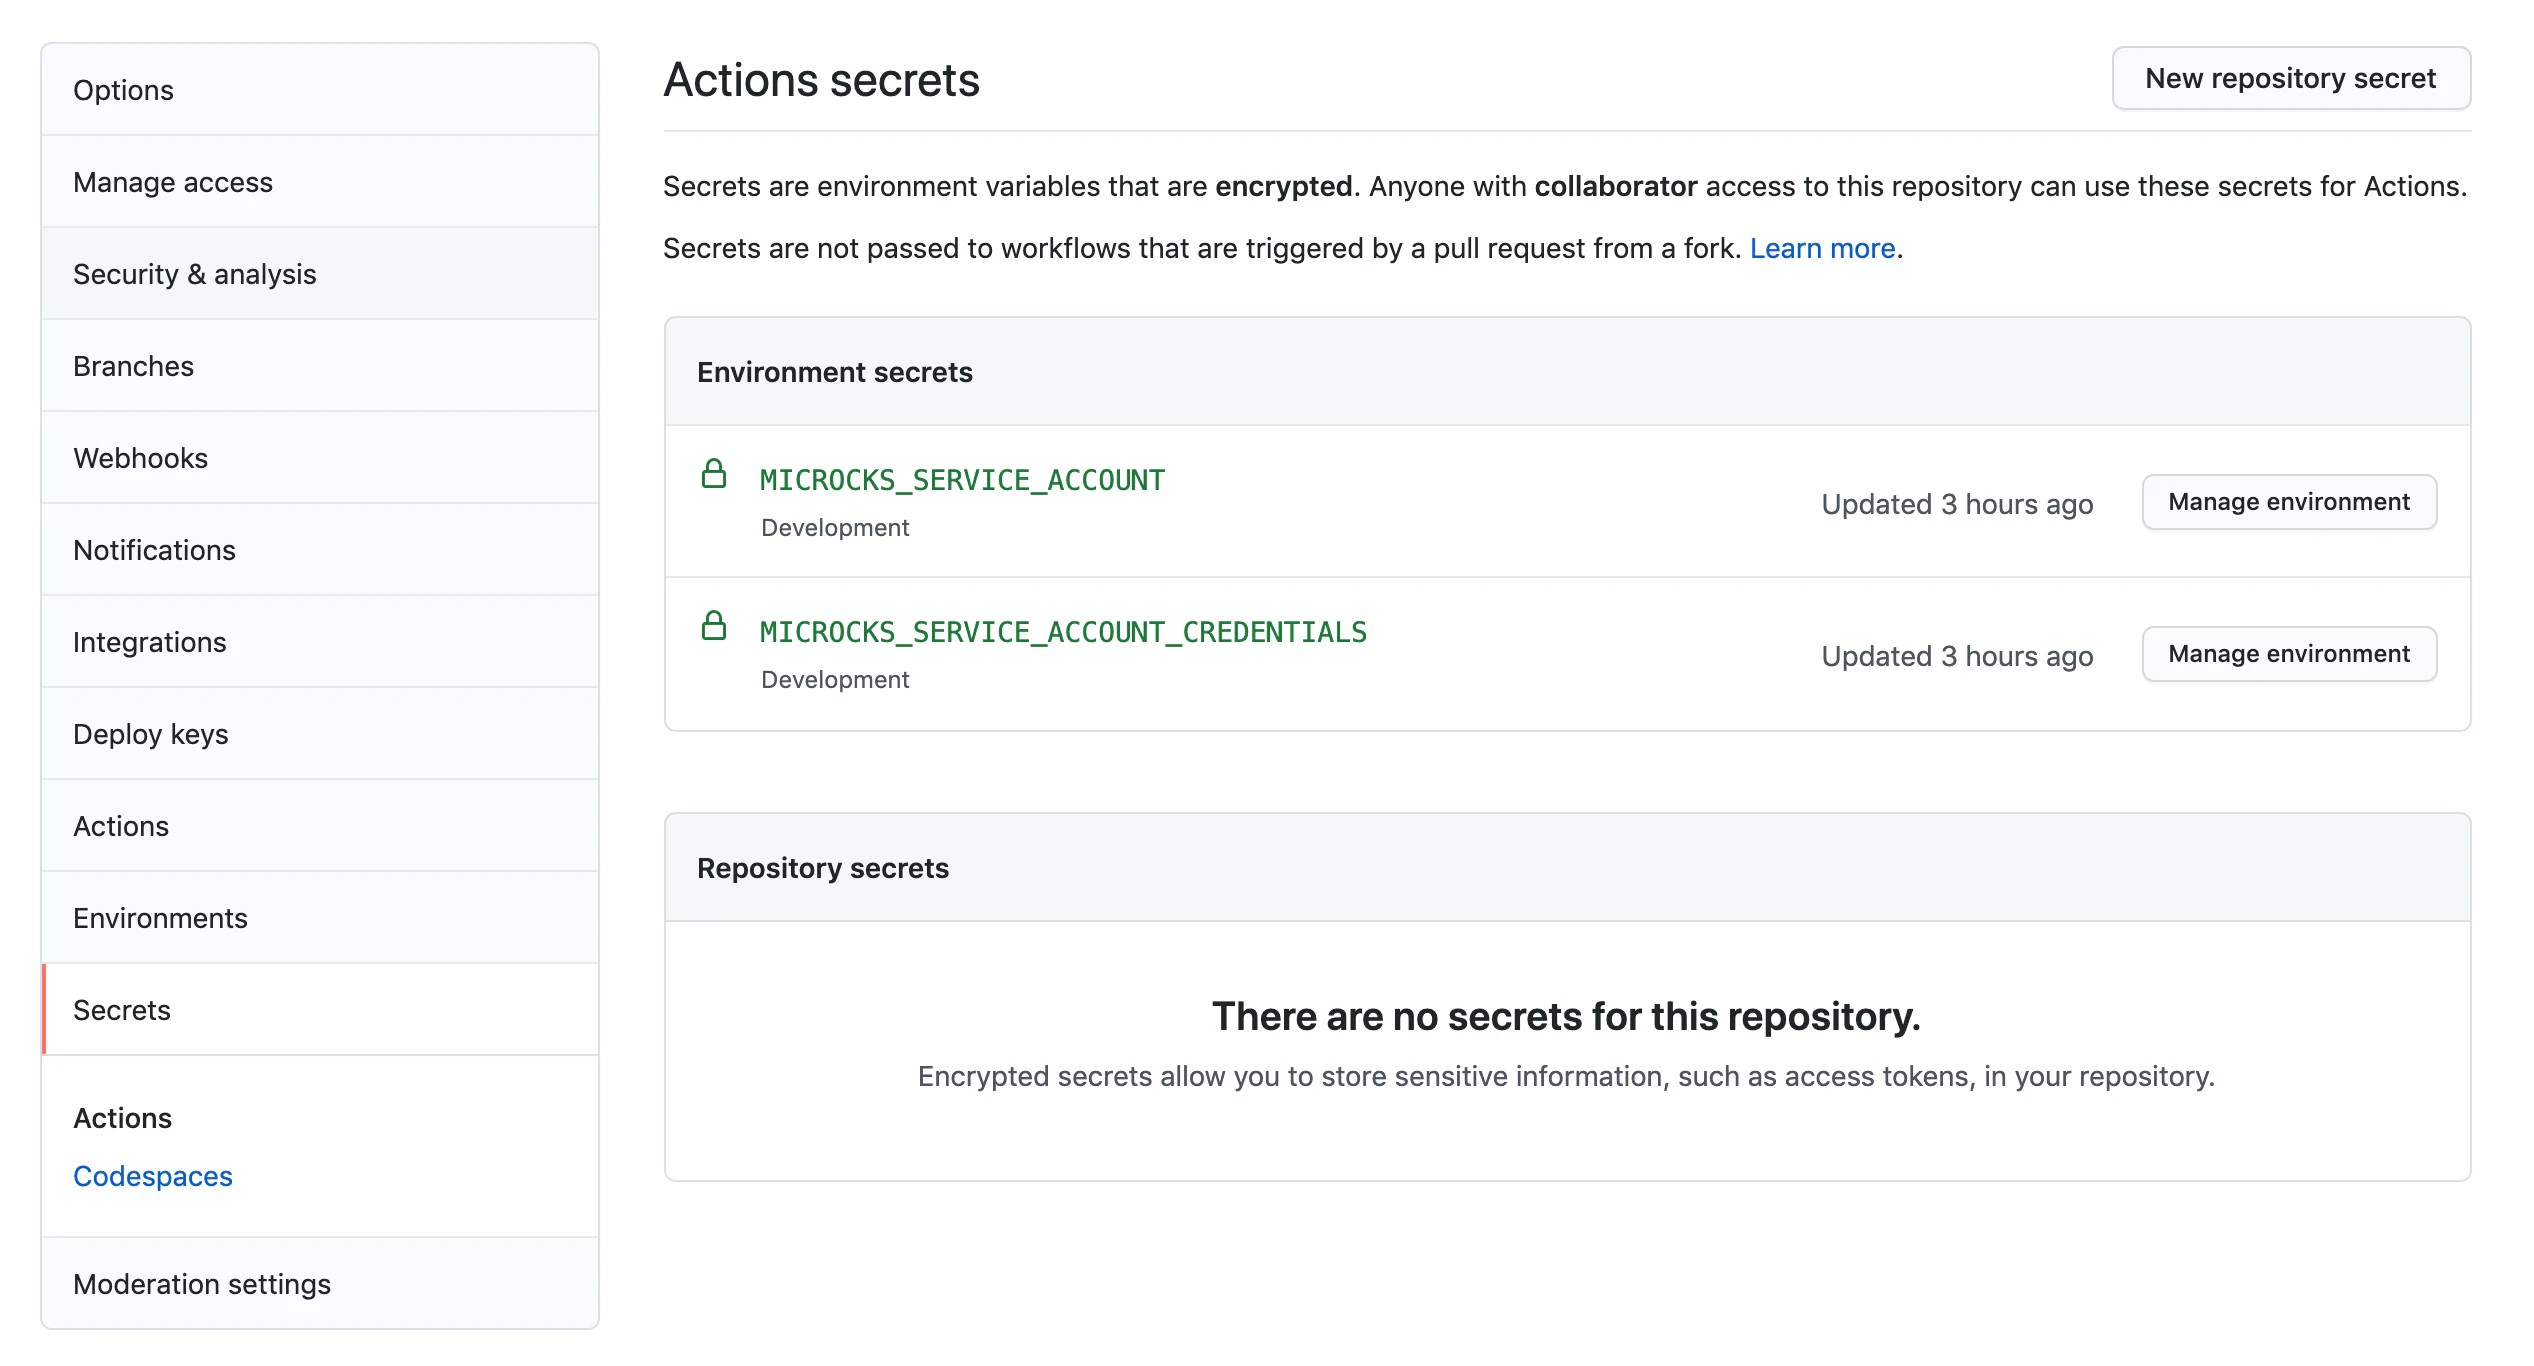 Options
Manage access
Security & analysis
Branches
Webhooks
Notifications
Integrations
Deploy keys
Actions
Environments
Secrets
Actions
Codespaces
Moderation settings
Actions secrets
New repository secret
Secrets are environment variables that are encrypted. Anyone with collaborator access to this repository can use these secrets for Actions.
Secrets are not passed to workflows that are triggered by a pull request from a fork. Learn more.
Environment secrets
MICROCKS_SERVICE_ACCOUNT
Development
Updated 3 hours ago
Manage environment
MICROCKS_SERVICE_ACCOUNT_CREDENTIALS
Development
Updated 3 hours ago
Manage environment
Repository secrets
There are no secrets for this repository.
Encrypted secrets allow you to store sensitive information, such as access tokens, in your repository.